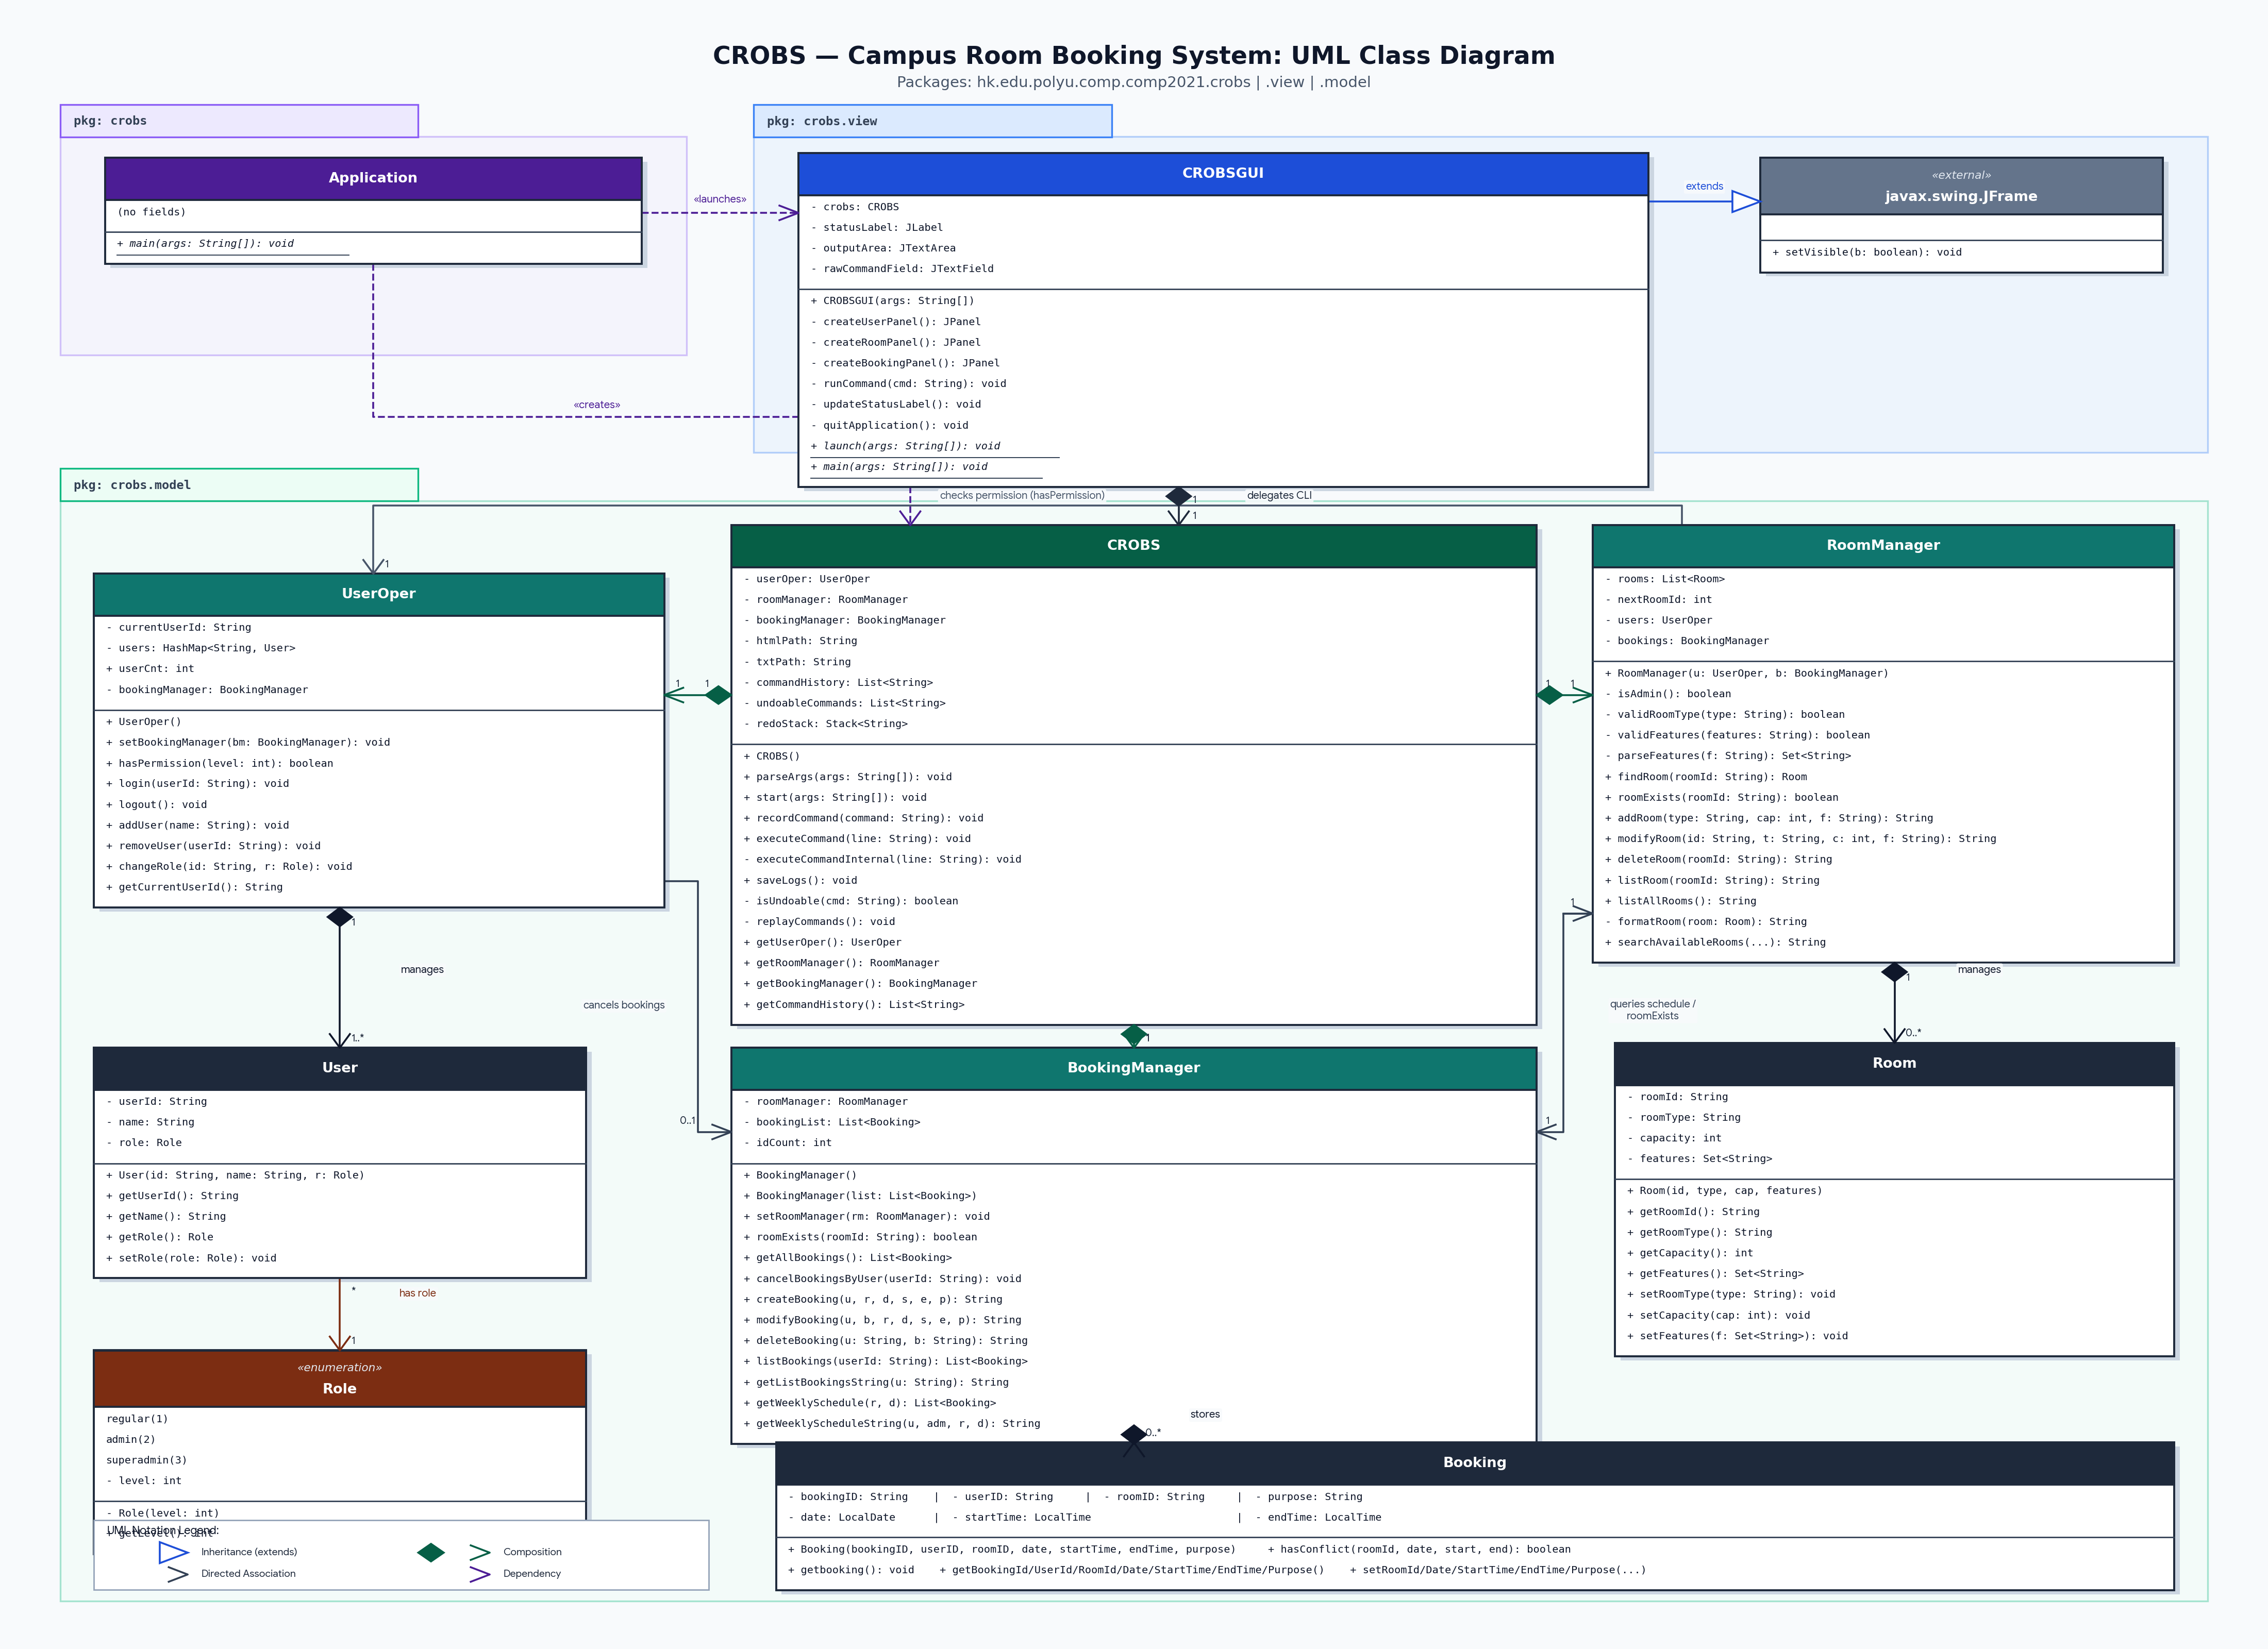 CROBS — Campus Room Booking System: UML Class Diagram
Packages: hk.edu.polyu.comp.comp2021.crobs | .view | .model
pkg: crobs
Application
(no fields)
+ main(args: String[]): void
«launches»
«creates»
pkg: crobs.view
CROBSGUI
- crobs: CROBS
- statusLabel: JLabel
- outputArea: JTextArea
- rawCommandField: JTextField
+ CROBSGUI(args: String[])
- createUserPanel(): JPanel
- createRoomPanel(): JPanel
- createBookingPanel(): JPanel
- runCommand(cmd: String): void
- updateStatusLabel(): void
- quitApplication(): void
+ launch(args: String[]): void
+ main(args: String[]): void
extends
«external»
javax.swing.JFrame
+ setVisible(b: boolean): void
pkg: crobs.model
checks permission (hasPermission)
1
delegates CLI
1
1
UserOper
- currentUserId: String
- users: HashMap<String, User>
+ userCnt: int
- bookingManager: BookingManager
+ UserOper()
+ setBookingManager(bm: BookingManager): void
+ hasPermission(level: int): boolean
+ login(userId: String): void
+ logout(): void
+ addUser(name: String): void
+ removeUser(userId: String): void
+ changeRole(id: String, r: Role): void
+ getCurrentUserId(): String
1
1
CROBS
- userOper: UserOper
- roomManager: RoomManager
- bookingManager: BookingManager
- htmlPath: String
- txtPath: String
- commandHistory: List<String>
- undoableCommands: List<String>
- redoStack: Stack<String>
+ CROBS()
+ parseArgs(args: String[]): void
+ start(args: String[]): void
+ recordCommand(command: String): void
+ executeCommand(line: String): void
- executeCommandInternal(line: String): void
+ saveLogs(): void
- isUndoable(cmd: String): boolean
- replayCommands(): void
+ getUserOper(): UserOper
+ getRoomManager(): RoomManager
+ getBookingManager(): BookingManager
+ getCommandHistory(): List<String>
1
1
RoomManager
- rooms: List<Room>
- nextRoomId: int
- users: UserOper
- bookings: BookingManager
+ RoomManager(u: UserOper, b: BookingManager)
- isAdmin(): boolean
- validRoomType(type: String): boolean
- validFeatures(features: String): boolean
- parseFeatures(f: String): Set<String>
+ findRoom(roomId: String): Room
+ roomExists(roomId: String): boolean
+ addRoom(type: String, cap: int, f: String): String
+ modifyRoom(id: String, t: String, c: int, f: String): String
+ deleteRoom(roomId: String): String
+ listRoom(roomId: String): String
+ listAllRooms(): String
- formatRoom(room: Room): String
+ searchAvailableRooms(...): String
1
1
manages
1..*
cancels bookings
0..1
1
1
queries schedule /
roomExists
1
1
manages
0..*
User
- userId: String
- name: String
- role: Role
+ User(id: String, name: String, r: Role)
+ getUserId(): String
+ getName(): String
+ getRole(): Role
+ setRole(role: Role): void
*
has role
1
BookingManager
- roomManager: RoomManager
- bookingList: List<Booking>
- idCount: int
+ BookingManager()
+ BookingManager(list: List<Booking>)
+ setRoomManager(rm: RoomManager): void
+ roomExists(roomId: String): boolean
+ getAllBookings(): List<Booking>
+ cancelBookingsByUser(userId: String): void
+ createBooking(u, r, d, s, e, p): String
+ modifyBooking(u, b, r, d, s, e, p): String
+ deleteBooking(u: String, b: String): String
+ listBookings(userId: String): List<Booking>
+ getListBookingsString(u: String): String
+ getWeeklySchedule(r, d): List<Booking>
+ getWeeklyScheduleString(u, adm, r, d): String
stores
0..*
Room
- roomId: String
- roomType: String
- capacity: int
- features: Set<String>
+ Room(id, type, cap, features)
+ getRoomId(): String
+ getRoomType(): String
+ getCapacity(): int
+ getFeatures(): Set<String>
+ setRoomType(type: String): void
+ setCapacity(cap: int): void
+ setFeatures(f: Set<String>): void
«enumeration»
Role
regular(1)
admin(2)
superadmin(3)
- level: int
- Role(level: int)
+ getLevel(): int
UML Notation Legend:
Inheritance (extends)
Composition
Directed Association
Dependency
Booking
- bookingID: String | - userID: String | - roomID: String | - purpose: String
- date: LocalDate | - startTime: LocalTime | - endTime: LocalTime
+ Booking(bookingID, userID, roomID, date, startTime, endTime, purpose) + hasConflict(roomId, date, start, end): boolean
+ getbooking(): void + getBookingId/UserId/RoomId/Date/StartTime/EndTime/Purpose() + setRoomId/Date/StartTime/EndTime/Purpose(...)